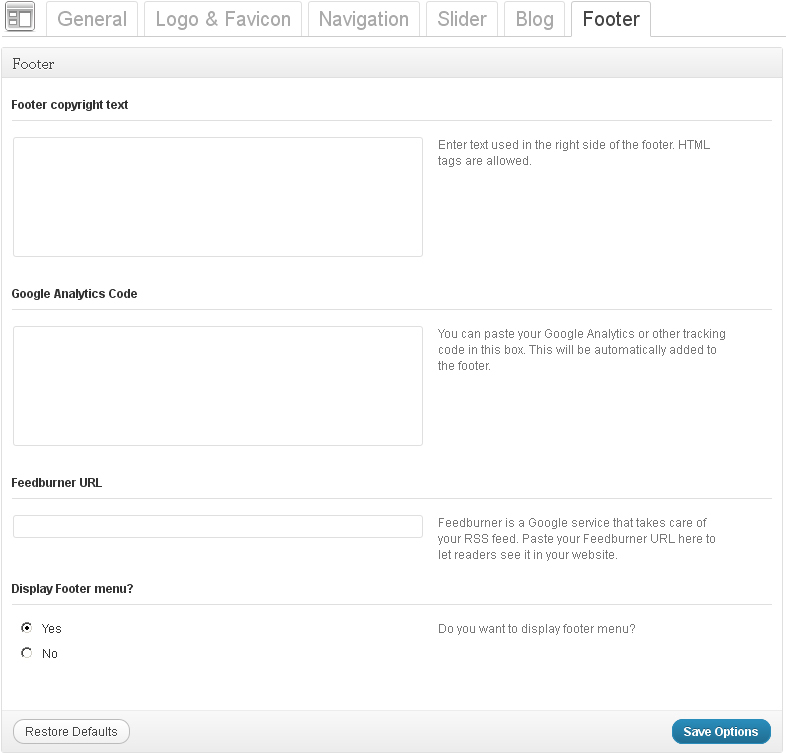 General
Logo & Favicon
Navigation
Slider
Blog
Footer
Footer
Footer copyright text
Enter text used in the right side of the footer. HTML
tags are allowed.
Google Analytics Code
You can paste your Google Analytics or other tracking
code in this box. This will be automatically added to
the footer.
Feedburner URL
Feedburner is a Google service that takes care of
your RSS feed. Paste your Feedburner URL here to
let readers see it in your website.
Display Footer menu?
Yes
Do you want to display footer menu?
No
Restore Defaults
Save Options